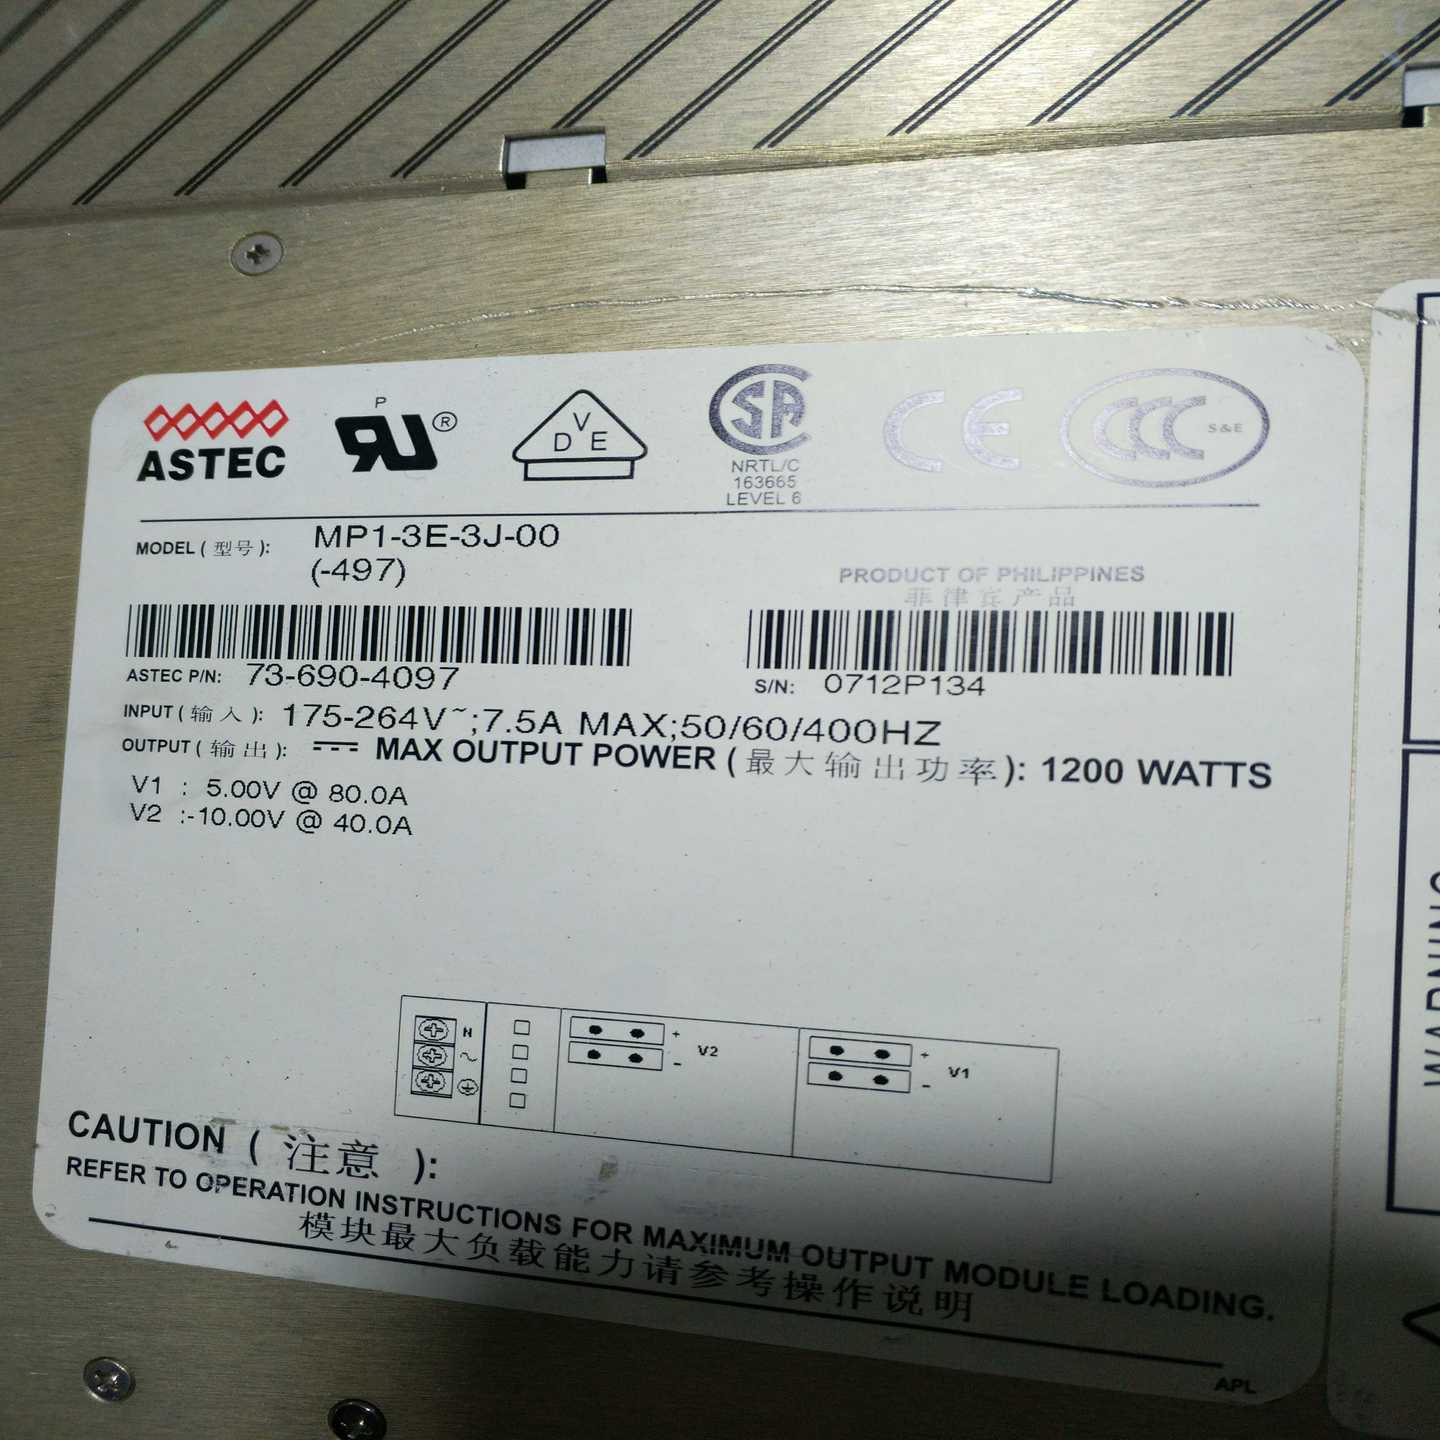 ASTEC
P
®
D V E
SA
NRTL/C
163665
LEVEL 6
CE
CCC S&E
MODEL ( 型号 ): MP1-3E-3J-00
(-497)
PRODUCT OF PHILIPPINES
菲律宾产品
ASTEC P/N: 73-690-4097
S/N: 0712P134
INPUT ( 输入 ): 175-264V~;7.5A MAX;50/60/400HZ
OUTPUT ( 输出 ): MAX OUTPUT POWER ( 最大输出功率 ): 1200 WATTS
V1 : 5.00V @ 80.0A
V2 :-10.00V @ 40.0A
N
+
-
V2
+
-
V1
CAUTION ( 注意 ):
REFER TO OPERATION INSTRUCTIONS FOR MAXIMUM OUTPUT MODULE LOADING.
模块最大负载能力请参考操作说明
APL
WARNING